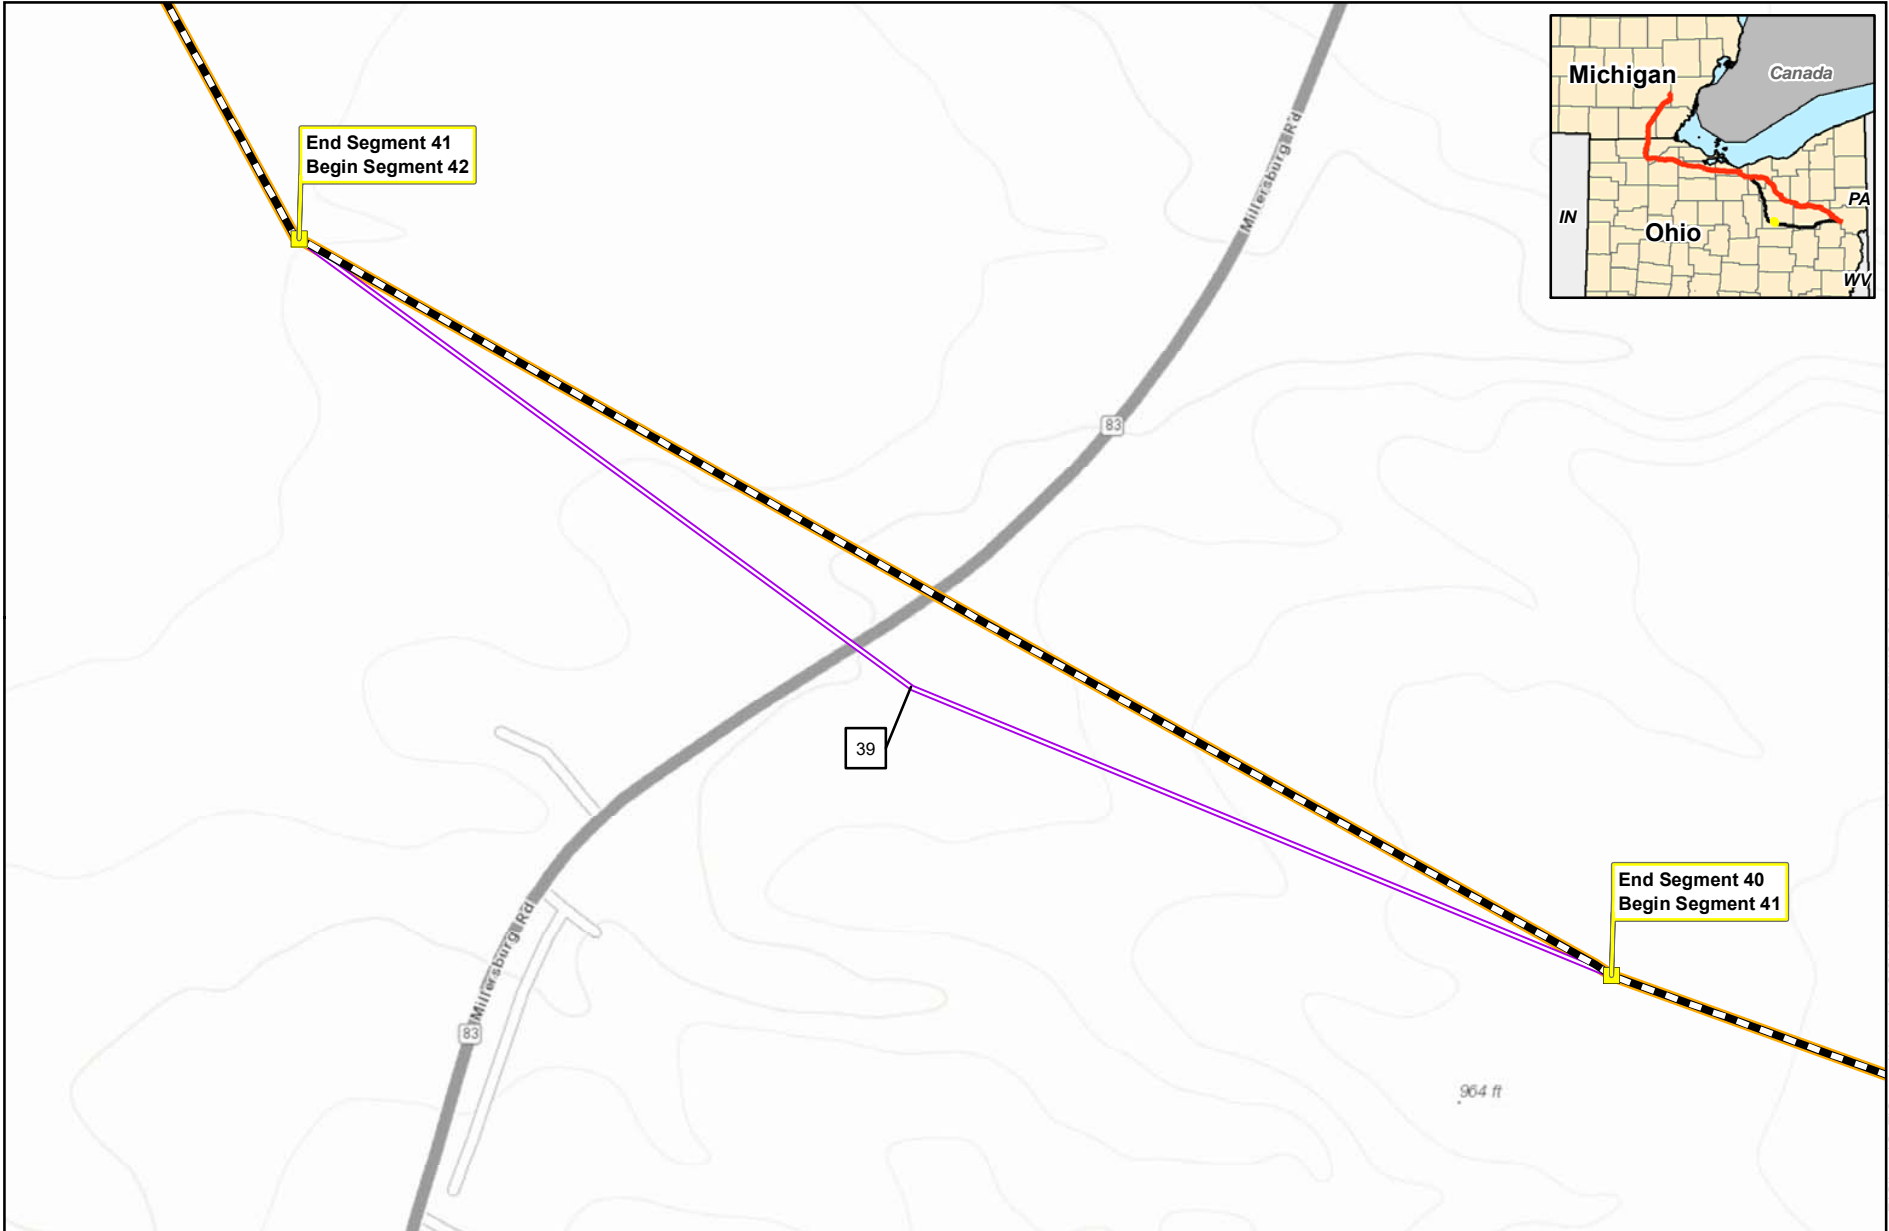 End Segment 41
Begin Segment 42
Millersburg Rd
Michigan
Canada
IN
Ohio
PA
WV
83
39
End Segment 40
Begin Segment 41
Millersburg Rd
83
964 ft